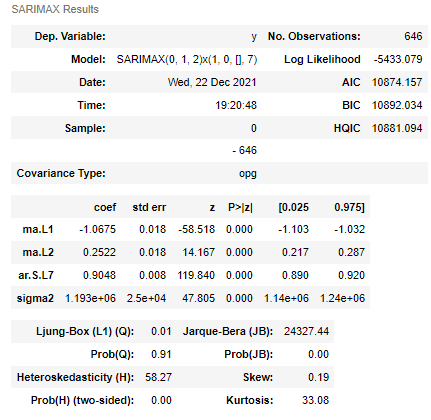 SARIMAX Results
Dep. Variable: y No. Observations: 646
Model: SARIMAX(0, 1, 2)x(1, 0, [], 7) Log Likelihood -5433.079
Date: Wed, 22 Dec 2021 AIC 10874.157
Time: 19:20:48 BIC 10892.034
Sample: 0 HQIC 10881.094
- 646
Covariance Type: opg
coef std err z P>|z| [0.025 0.975]
ma.L1 -1.0675 0.018 -58.518 0.000 -1.103 -1.032
ma.L2 0.2522 0.018 14.167 0.000 0.217 0.287
ar.S.L7 0.9048 0.008 119.840 0.000 0.890 0.920
sigma2 1.193e+06 2.5e+04 47.805 0.000 1.14e+06 1.24e+06
Ljung-Box (L1) (Q): 0.01 Jarque-Bera (JB): 24327.44
Prob(Q): 0.91 Prob(JB): 0.00
Heteroskedasticity (H): 58.27 Skew: 0.19
Prob(H) (two-sided): 0.00 Kurtosis: 33.08